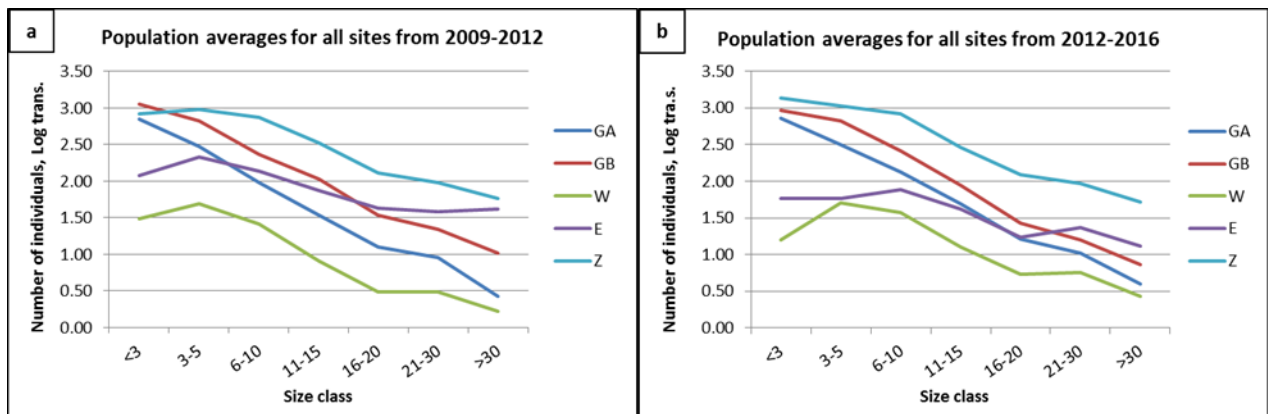 a
Population averages for all sites from 2009-2012
Number of individuals, Log trans.
3.50
3.00
2.50
2.00
1.50
1.00
0.50
0.00
<3
3-5
6-10
11-15
16-20
21-30
>30
Size class
GA
GB
W
E
Z
b
Population averages for all sites from 2012-2016
Number of individuals, Log tra.s.
3.50
3.00
2.50
2.00
1.50
1.00
0.50
0.00
<3
3-5
6-10
11-15
16-20
21-30
>30
Size class
GA
GB
W
E
Z